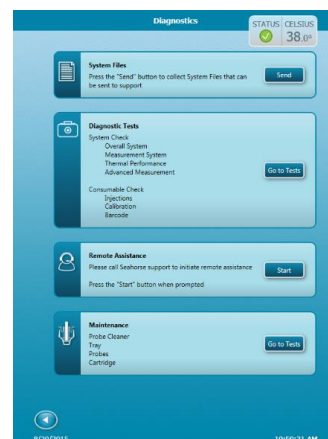 Diagnostics
STATUS CELSIUS
38.0°
System Files
Press the "Send" button to collect System Files that can
be sent to support
Send
Diagnostic Tests
System Check
Overall System
Measurement System
Thermal Performance
Advanced Measurement
Go to Tests
Consumable Check
Injections
Calibration
Barcode
Remote Assistance
Please call Seahorse support to initiate remote assistance
Start
Press the "Start" button when prompted
Maintenance
Probe Cleaner
Tray
Go to Tests
Probes
Cartridge